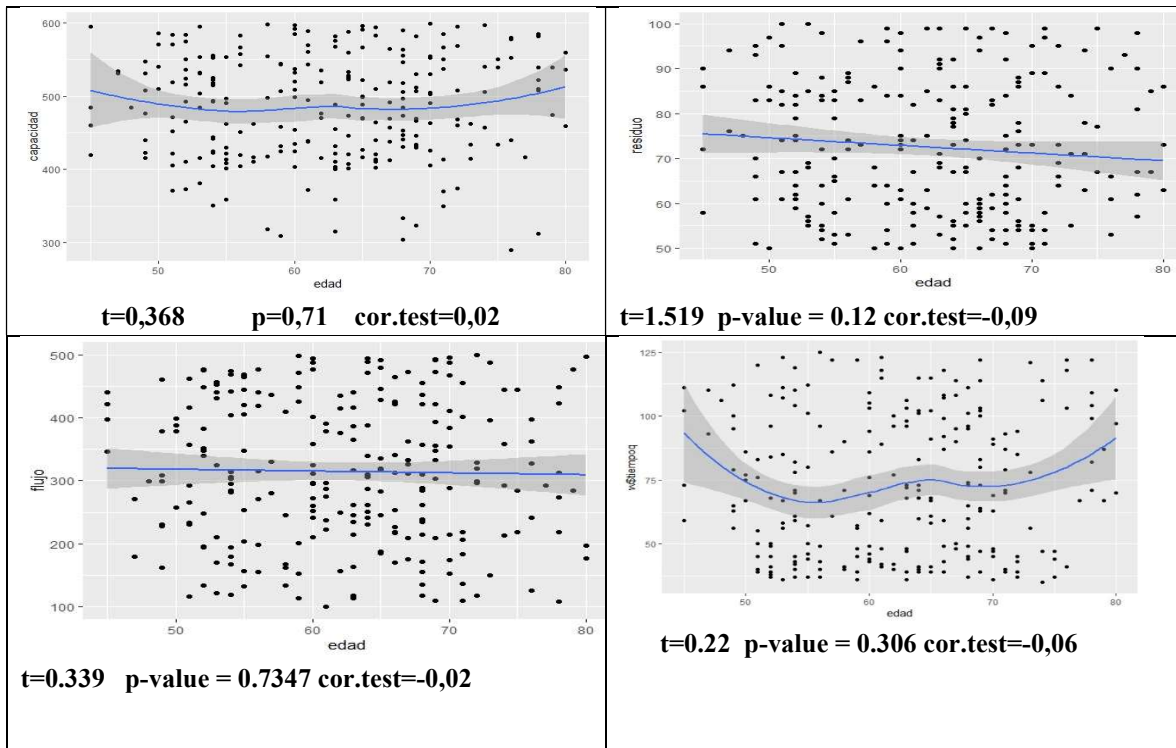 600
500
400
300
capacidad
50
60
70
80
edad
t=0,368 p=0,71 cor.test=0,02
100
90
80
70
60
50
residuo
50
60
70
80
edad
t=1.519 p-value = 0.12 cor.test=-0,09
500
400
300
200
100
flujo
50
60
70
80
edad
t=0.339 p-value = 0.7347 cor.test=-0,02
125
100
75
50
w$tiempoq
50
60
70
80
edad
t=0.22 p-value = 0.306 cor.test=-0,06